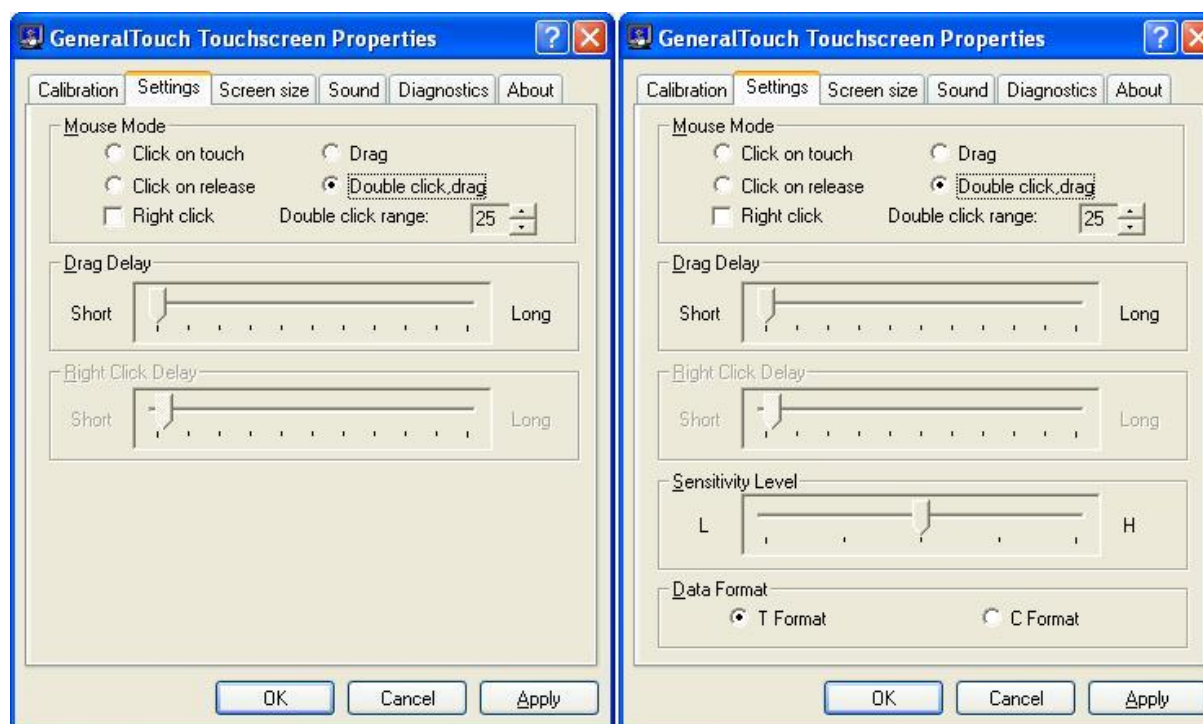 GeneralTouch Touchscreen Properties
Calibration Settings Screen size Sound Diagnostics About
Mouse Mode
Click on touch Drag
Click on release Double click,drag
Right click Double click range: 25
Drag Delay
Short Long
Right Click Delay
Short Long
OK Cancel Apply
GeneralTouch Touchscreen Properties
Calibration Settings Screen size Sound Diagnostics About
Mouse Mode
Click on touch Drag
Click on release Double click,drag
Right click Double click range: 25
Drag Delay
Short Long
Right Click Delay
Short Long
Sensitivity Level
L H
Data Format
T Format C Format
OK Cancel Apply